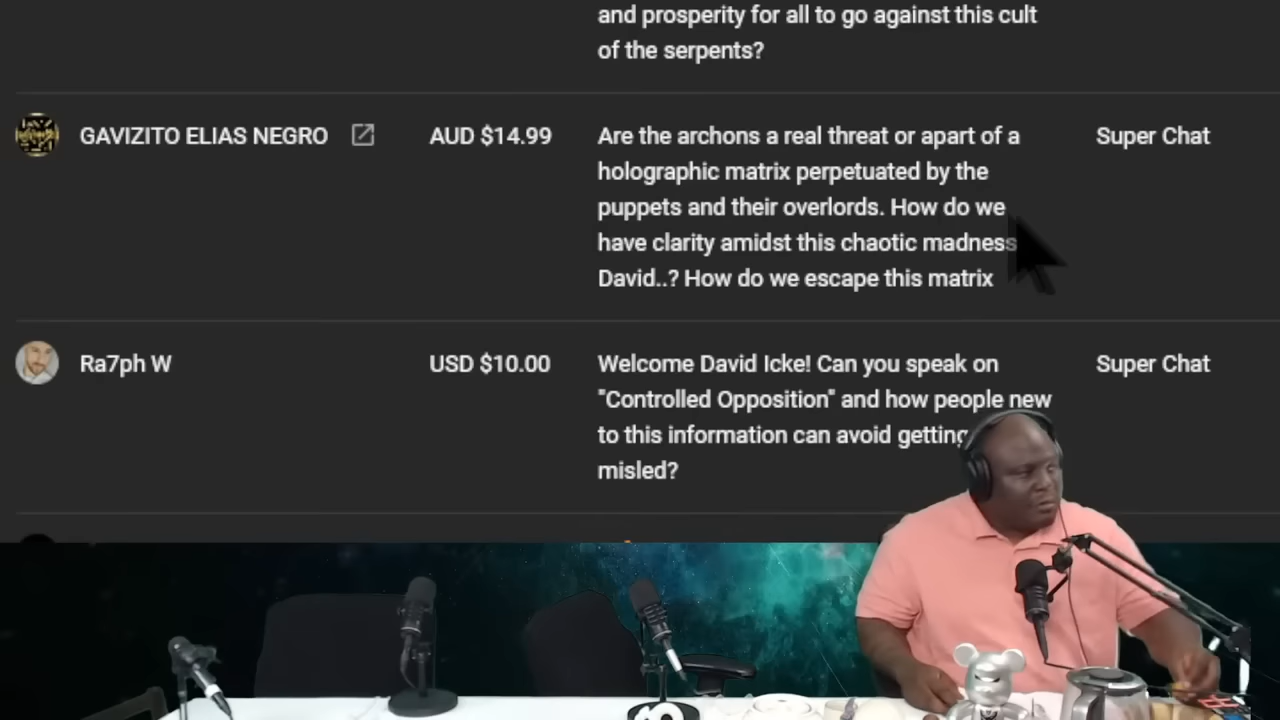 and prosperity for all to go against this cult
of the serpents?
GAVIZITO ELIAS NEGRO AUD $14.99 Are the archons a real threat or apart of a Super Chat
holographic matrix perpetuated by the
puppets and their overlords. How do we
have clarity amidst this chaotic madness
David..? How do we escape this matrix
Ra7ph W USD $10.00 Welcome David Icke! Can you speak on Super Chat
"Controlled Opposition" and how people new
to this information can avoid getting
misled?